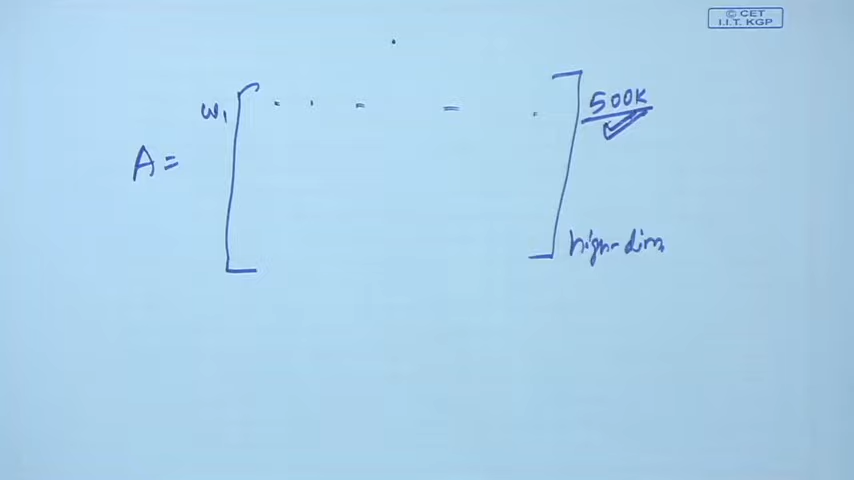 © CET
I.I.T. KGP
500K
w₁
A =
high-dim